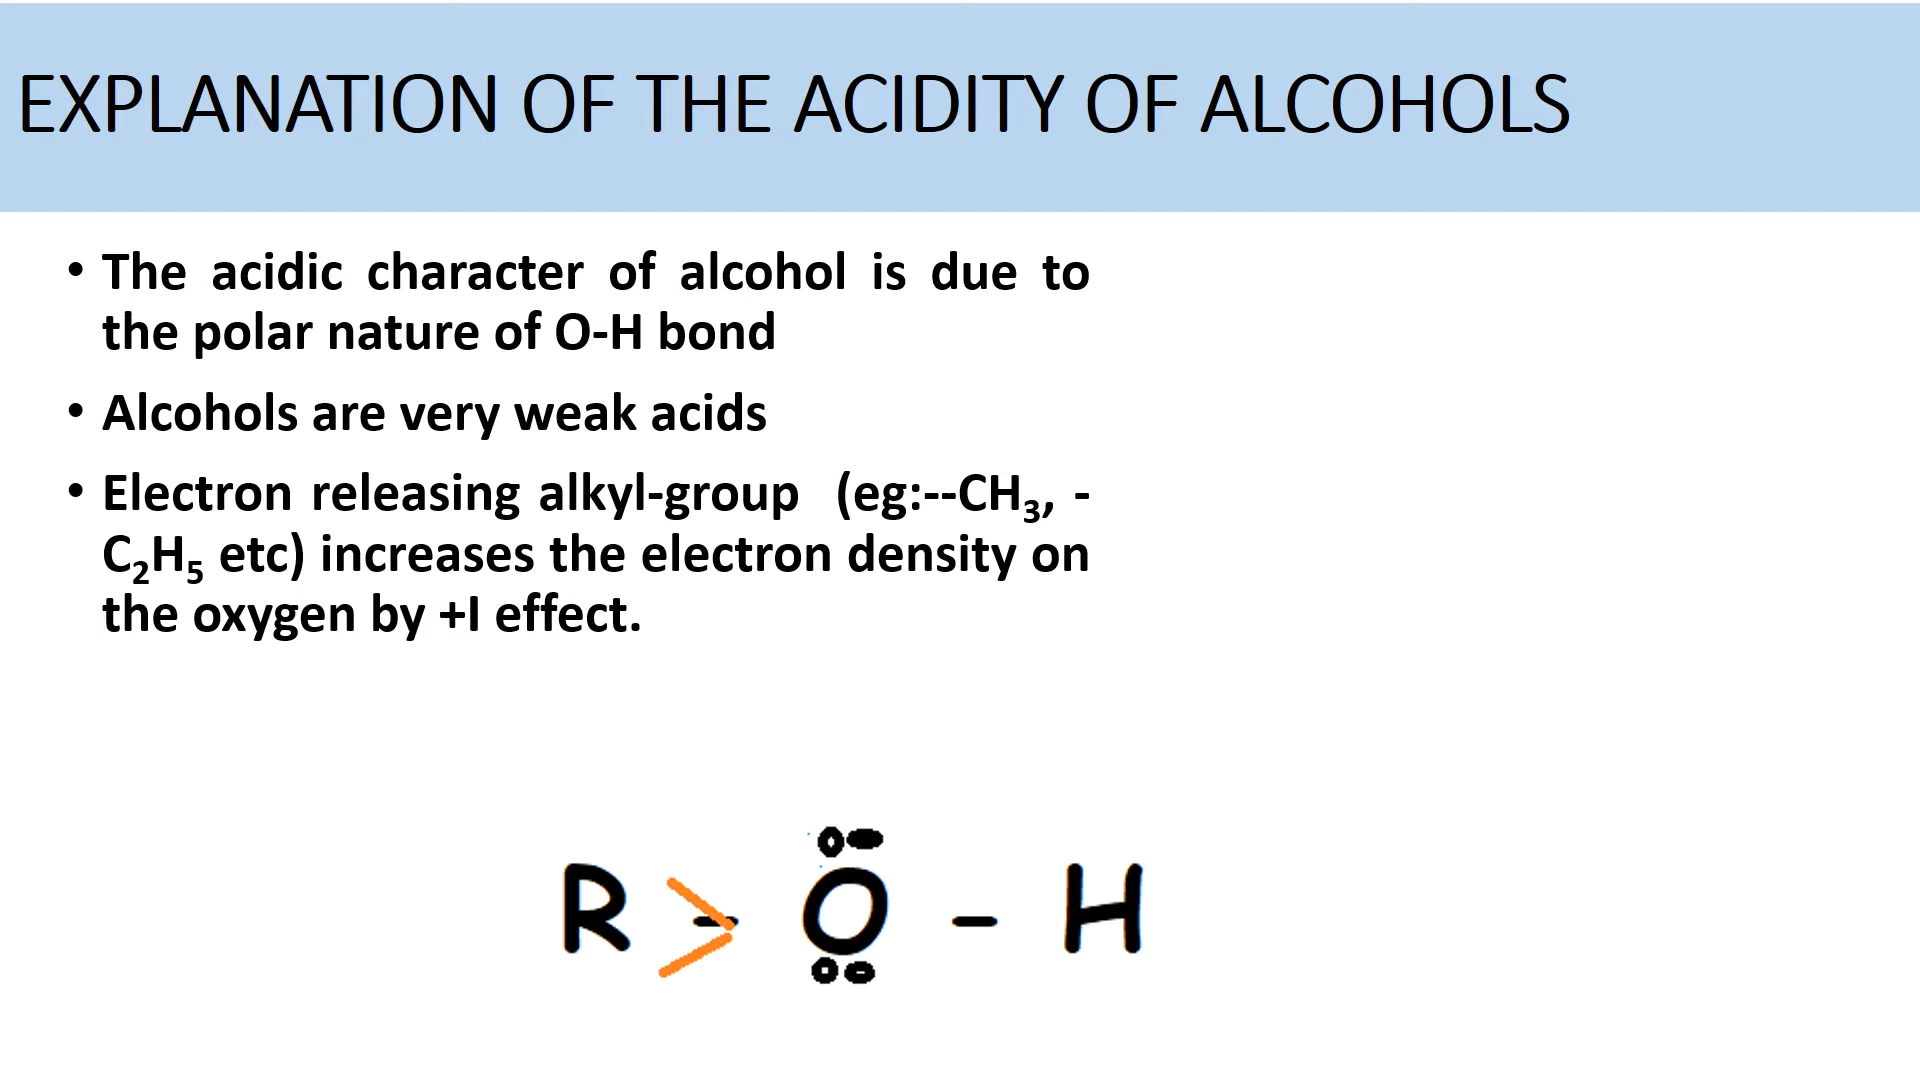 EXPLANATION OF THE ACIDITY OF ALCOHOLS
• The acidic character of alcohol is due to
the polar nature of O-H bond
• Alcohols are very weak acids
• Electron releasing alkyl-group (eg:--CH₃, -
C₂H₅ etc) increases the electron density on
the oxygen by +I effect.
R > O - H